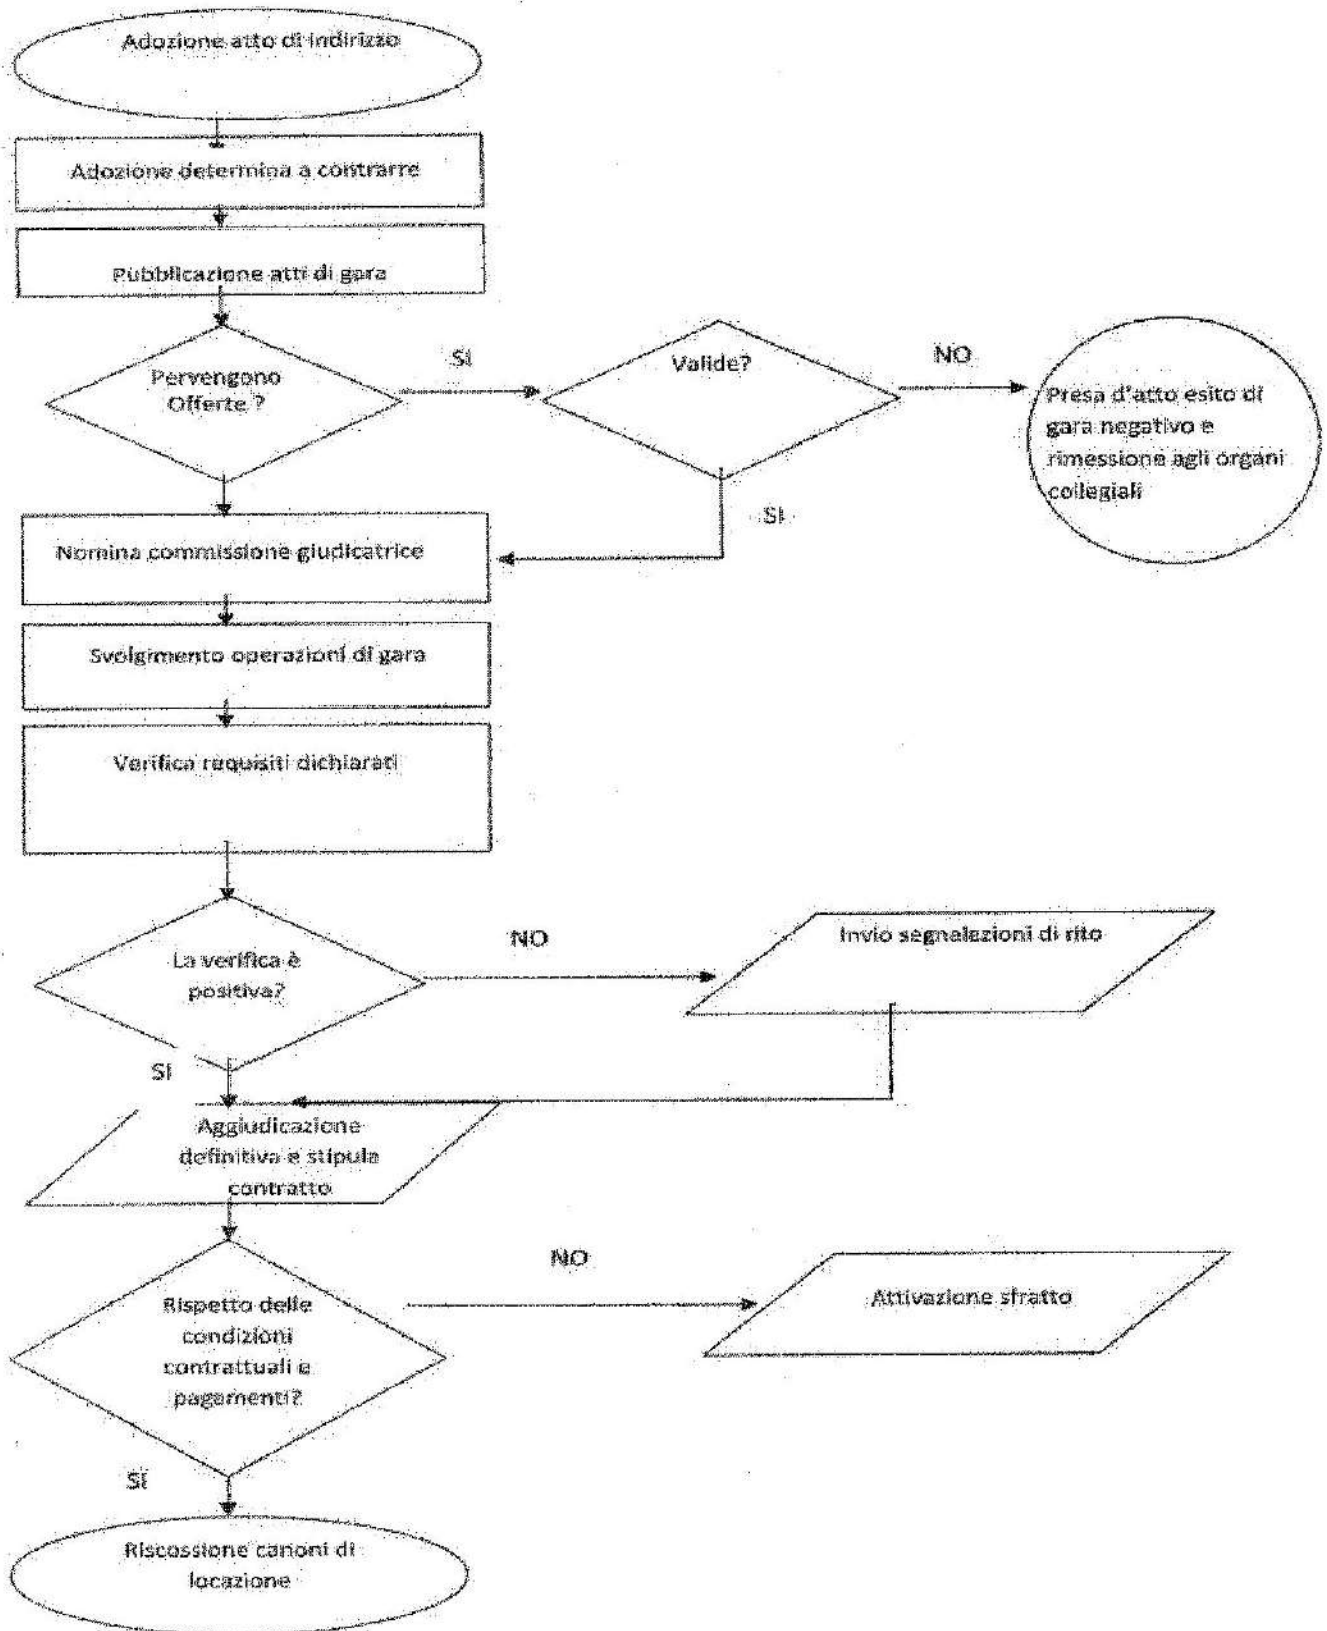 Adozione atto di indirizzo
Adozione determina a contrarre
Pubblicazione atti di gara
Pervengono
Offerte ?
SI
Valide?
NO
Presa d'atto esito di
gara negativo e
rimessione agli organi
collegiali
SI
Nomina commissione giudicatrice
Svolgimento operazioni di gara
Verifica requisiti dichiarati
La verifica è
positiva?
NO
Invio segnalazioni di rito
SI
Aggiudicazione
definitiva e stipula
contratto
Rispetto delle
condizioni
contrattuali e
pagamenti?
NO
Attivazione sfratto
SI
Riscossione canoni di
locazione